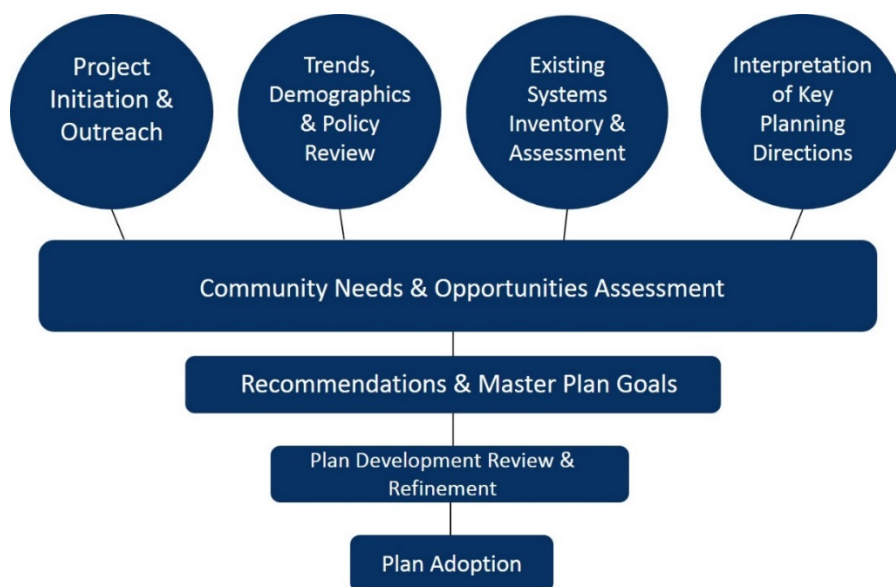 Project
Initiation &
Outreach
Trends,
Demographics
& Policy
Review
Existing
Systems
Inventory &
Assessment
Interpretation
of Key
Planning
Directions
Community Needs & Opportunities Assessment
Recommendations & Master Plan Goals
Plan Development Review &
Refinement
Plan Adoption